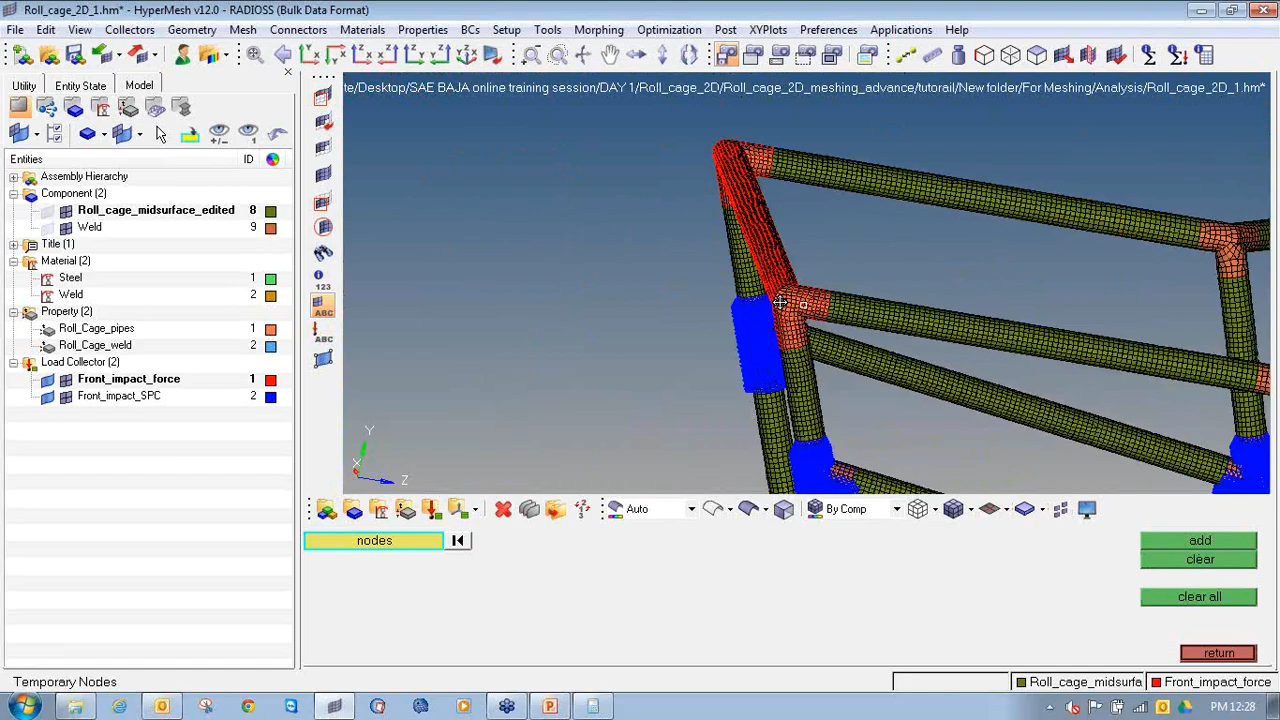 Roll_cage_2D_1.hm* - HyperMesh v12.0 - RADIOSS (Bulk Data Format)
File Edit View Collectors Geometry Mesh Connectors Materials Properties BCs Setup Tools Morphing Optimization Post XYPlots Preferences Applications Help
Utility Entity State Model
te/Desktop/SAE BAJA online training session/DAY 1/Roll_cage_2D/Roll_cage_2D_meshing_advance/tutorail/New folder/For Meshing/Analysis/Roll_cage_2D_1.hm*
Entities ID
Assembly Hierarchy
Component (2)
Roll_cage_midsurface_edited 8
Weld 9
Title (1)
Material (2)
Steel 1
Weld 2
Property (2)
Roll_Cage_pipes 1
Roll_Cage_weld 2
Load Collector (2)
Front_impact_force 1
Front_impact_SPC 2
123
ABC
ABC
Y
X
Z
Auto By Comp
nodes
add
clear
clear all
return
Temporary Nodes
Roll_cage_midsurfa Front_impact_force
PM 12:28